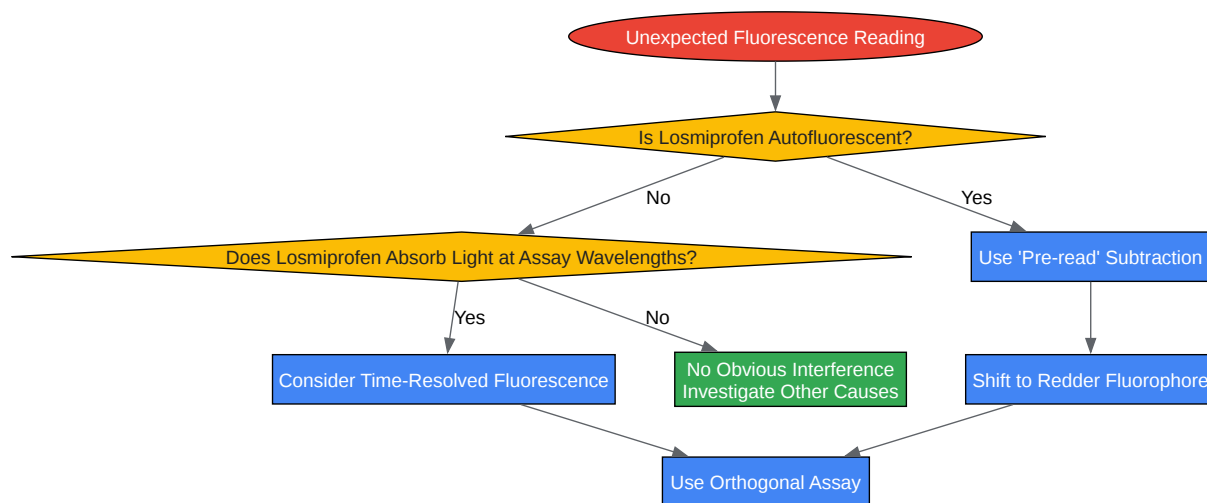 Unexpected Fluorescence Reading
Is Losmiprofen Autofluorescent?
No
Yes
Does Losmiprofen Absorb Light at Assay Wavelengths?
Use 'Pre-read' Subtraction
Yes
No
Consider Time-Resolved Fluorescence
No Obvious Interference
Investigate Other Causes
Shift to Redder Fluorophore
Use Orthogonal Assay